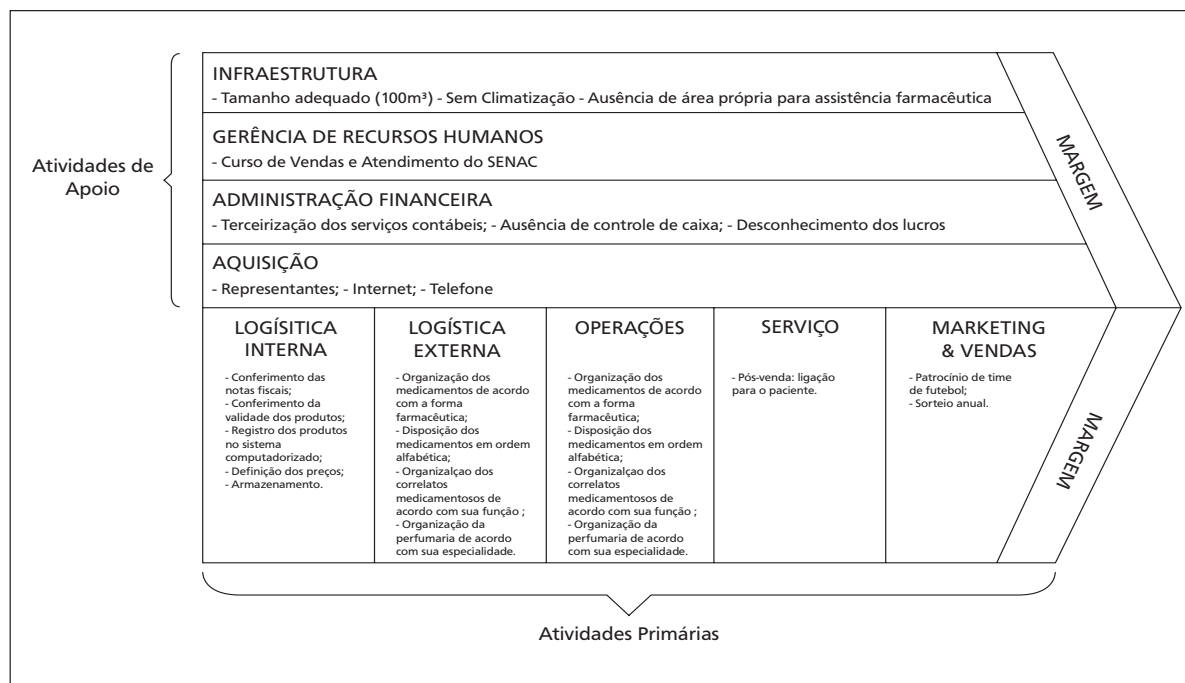 INFRAESTRUTURA
- Tamanho adequado (100m³) - Sem Climatização - Ausência de área própria para assistência farmacêutica
GERÊNCIA DE RECURSOS HUMANOS
- Curso de Vendas e Atendimento do SENAC
Atividades de
Apoio
ADMINISTRAÇÃO FINANCEIRA
- Terceirização dos serviços contábeis; - Ausência de controle de caixa; - Desconhecimento dos lucros
AQUISIÇÃO
- Representantes; - Internet; - Telefone
MARGEM
LOGÍSITICA
INTERNA
- Conferimento das
notas fiscais;
- Conferimento da
validade dos produtos;
- Registro dos produtos
no sistema
computadorizado;
- Definição dos preços;
- Armazenamento.
LOGÍSTICA
EXTERNA
- Organização dos
medicamentos de acordo
com a forma
farmacêutica;
- Disposição dos
medicamentos em ordem
alfabética;
- Organizalçao dos
correlatos
medicamentosos de
acordo com sua função ;
- Organização da
perfumaria de acordo
com sua especialidade.
OPERAÇÕES
- Organização dos
medicamentos de acordo
com a forma
farmacêutica;
- Disposição dos
medicamentos em ordem
alfabética;
- Organizalçao dos
correlatos
medicamentosos de
acordo com sua função ;
- Organização da
perfumaria de acordo
com sua especialidade.
SERVIÇO
- Pós-venda: ligação
para o paciente.
MARKETING
& VENDAS
- Patrocínio de time
de futebol;
- Sorteio anual.
MARGEM
Atividades Primárias